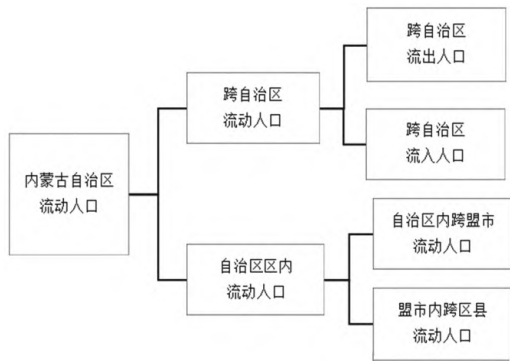 内蒙古自治区
流动人口
跨自治区
流动人口
跨自治区
流出人口
跨自治区
流入人口
自治区区内
流动人口
自治区内跨盟市
流动人口
盟市内跨区县
流动人口